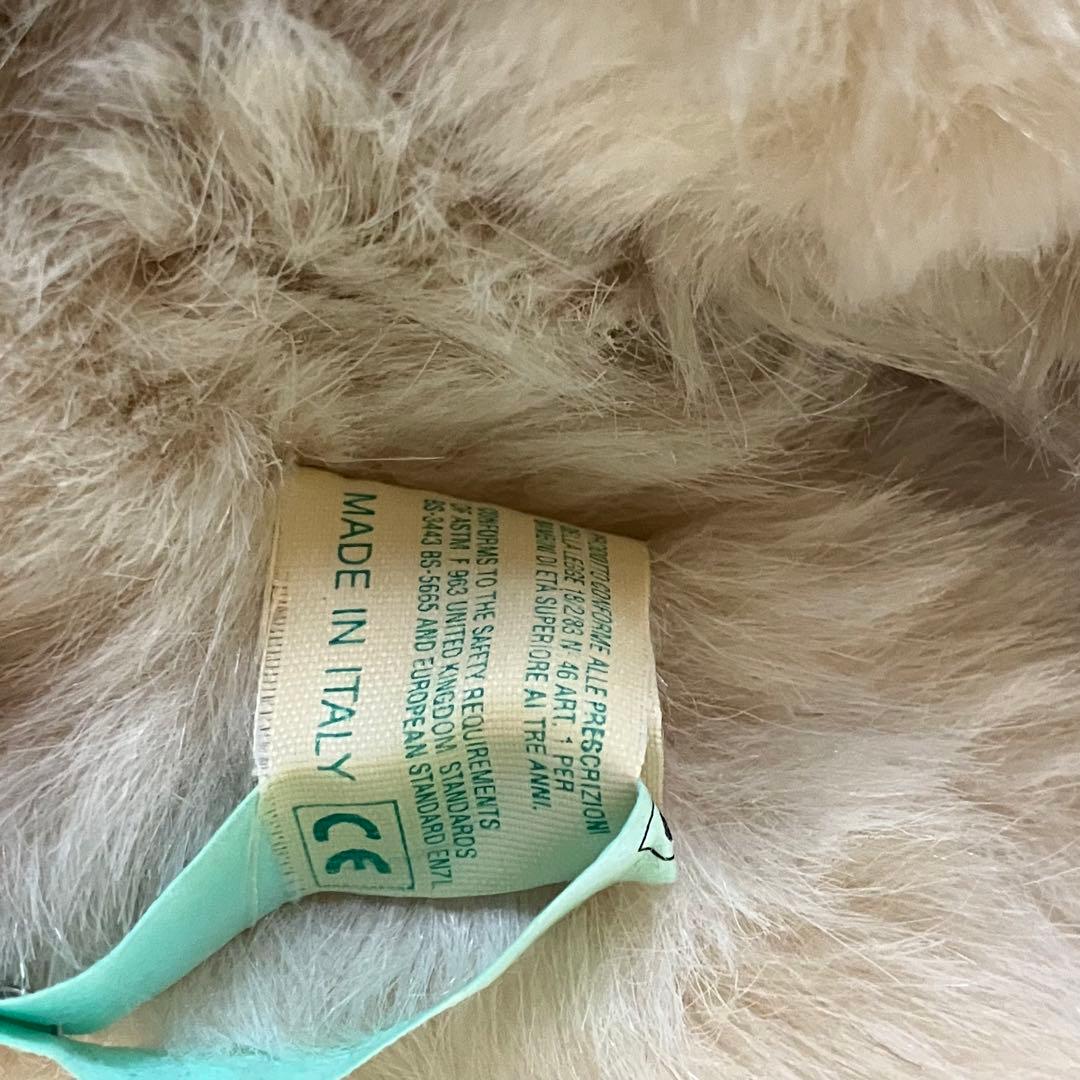 PRODOTTO CONFORME ALLE PRESCRIZIONI
DELLA LEGGE 18/2/83 N. 46 ART. 1 PER
BAMBINI DI ETÀ SUPERIORE AI TRE ANNI.
CONFORMS TO THE SAFETY REQUIREMENTS
OF ASTM F 963 UNITED KINGDOM STANDARDS
BS-3443 BS-5665 AND EUROPEAN STANDARD EN71.
MADE IN ITALY CE